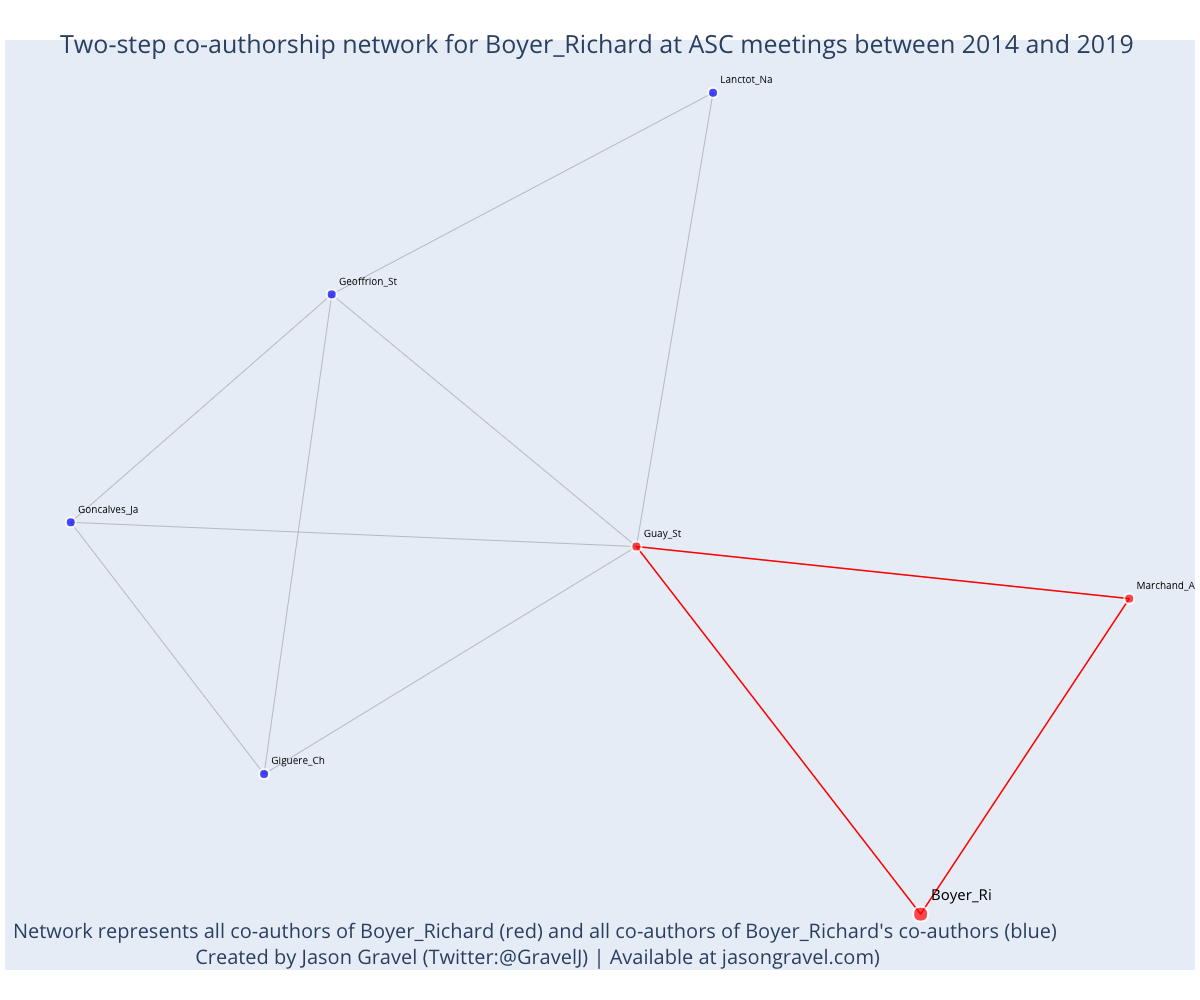 Two-step co-authorship network for Boyer_Richard at ASC meetings between 2014 and 2019
Lanctot_Na
Geoffrion_St
Goncalves_Ja
Guay_St
Marchand_A
Giguere_Ch
Boyer_Ri
Network represents all co-authors of Boyer_Richard (red) and all co-authors of Boyer_Richard's co-authors (blue)
Created by Jason Gravel (Twitter:@GravelJ) | Available at jasongravel.com)